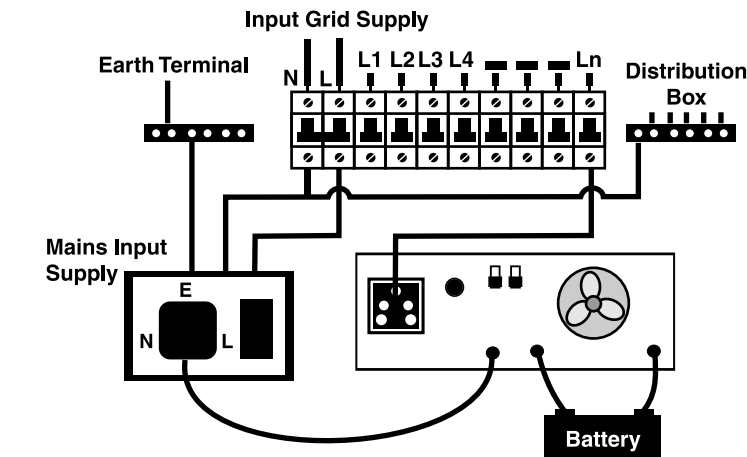 Input Grid Supply
Earth Terminal
N L L1 L2 L3 L4 Ln
Distribution
Box
Mains Input
Supply
E
N L
Battery